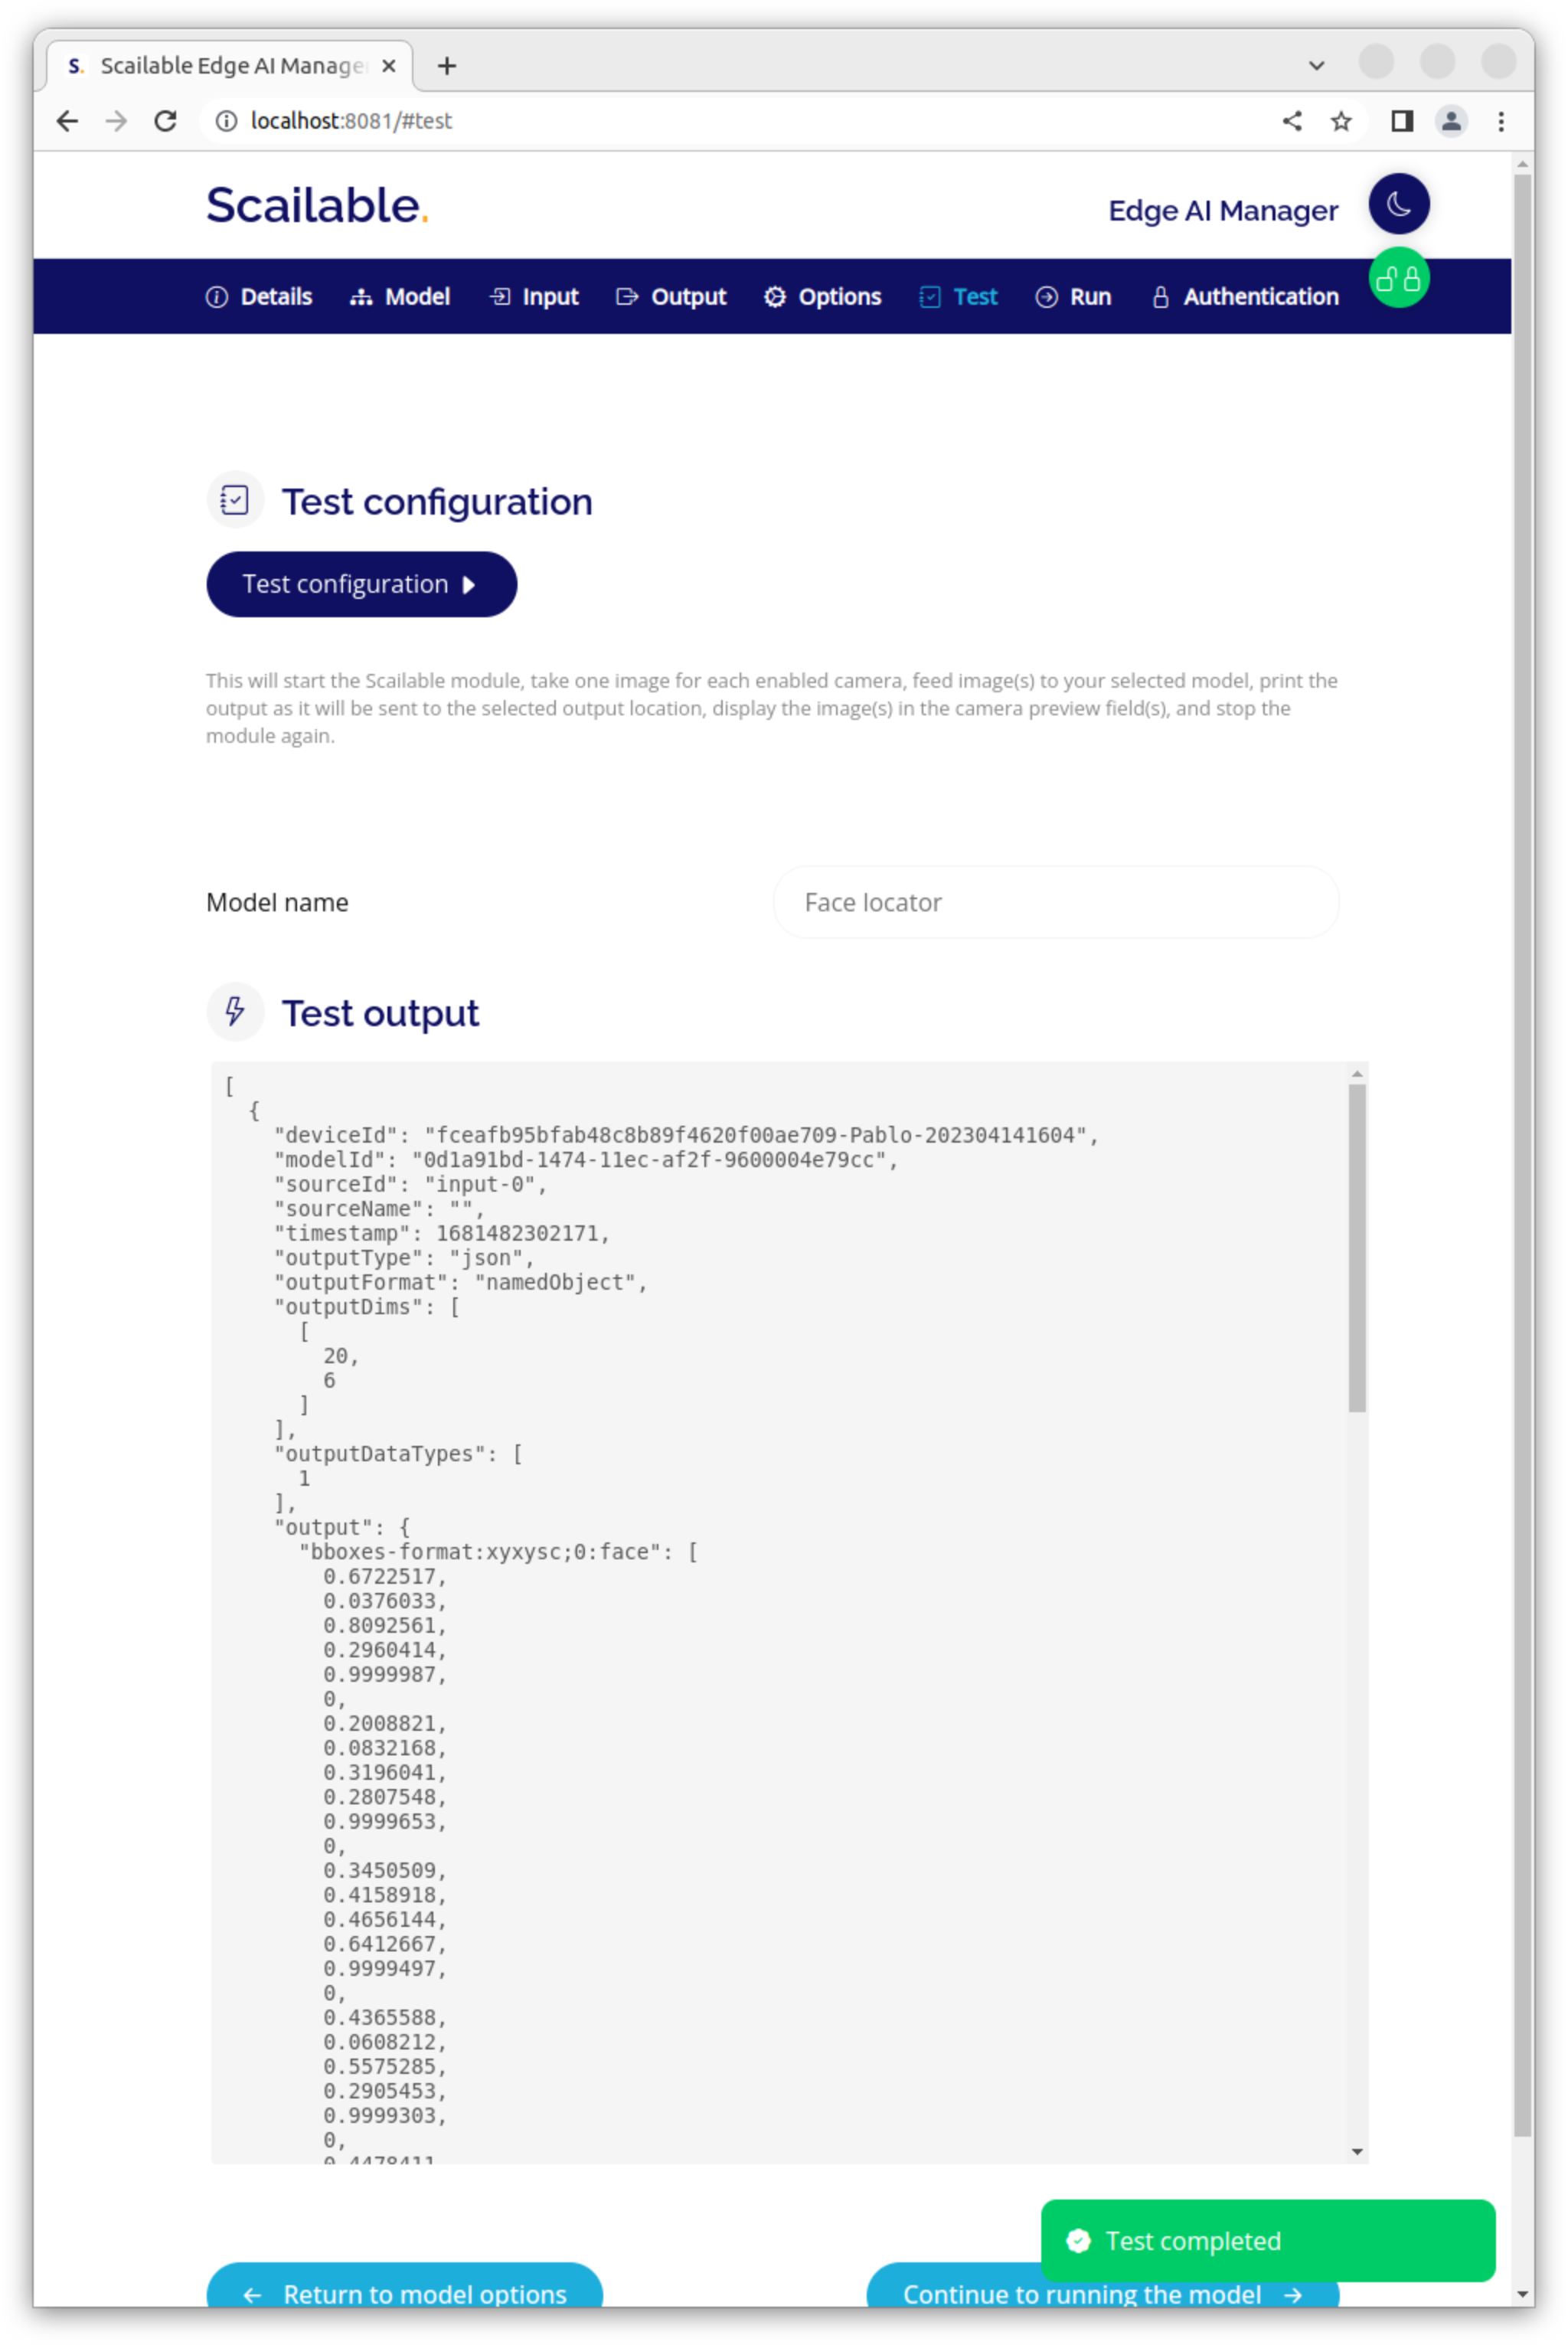 S. Scailable Edge AI Manage
localhost:8081/#test
Scailable.
Edge AI Manager
Details Model Input Output Options Test Run Authentication
Test configuration
Test configuration
This will start the Scailable module, take one image for each enabled camera, feed image(s) to your selected model, print the
output as it will be sent to the selected output location, display the image(s) in the camera preview field(s), and stop the
module again.
Model name
Face locator
Test output
[
{
"deviceId": "fceafb95bfab48c8b89f4620f00ae709-Pablo-202304141604",
"modelId": "0d1a91bd-1474-11ec-af2f-9600004e79cc",
"sourceId": "input-0",
"sourceName": "",
"timestamp": 1681482302171,
"outputType": "json",
"outputFormat": "namedObject",
"outputDims": [
[
20,
6
]
],
"outputDataTypes": [
1
],
"output": {
"bboxes-format:xyxysc;0:face": [
0.6722517,
0.0376033,
0.8092561,
0.2960414,
0.9999987,
0,
0.2008821,
0.0832168,
0.3196041,
0.2807548,
0.9999653,
0,
0.3450509,
0.4158918,
0.4656144,
0.6412667,
0.9999497,
0,
0.4365588,
0.0608212,
0.5575285,
0.2905453,
0.9999303,
0,
0.4478411
Test completed
Return to model options
Continue to running the model